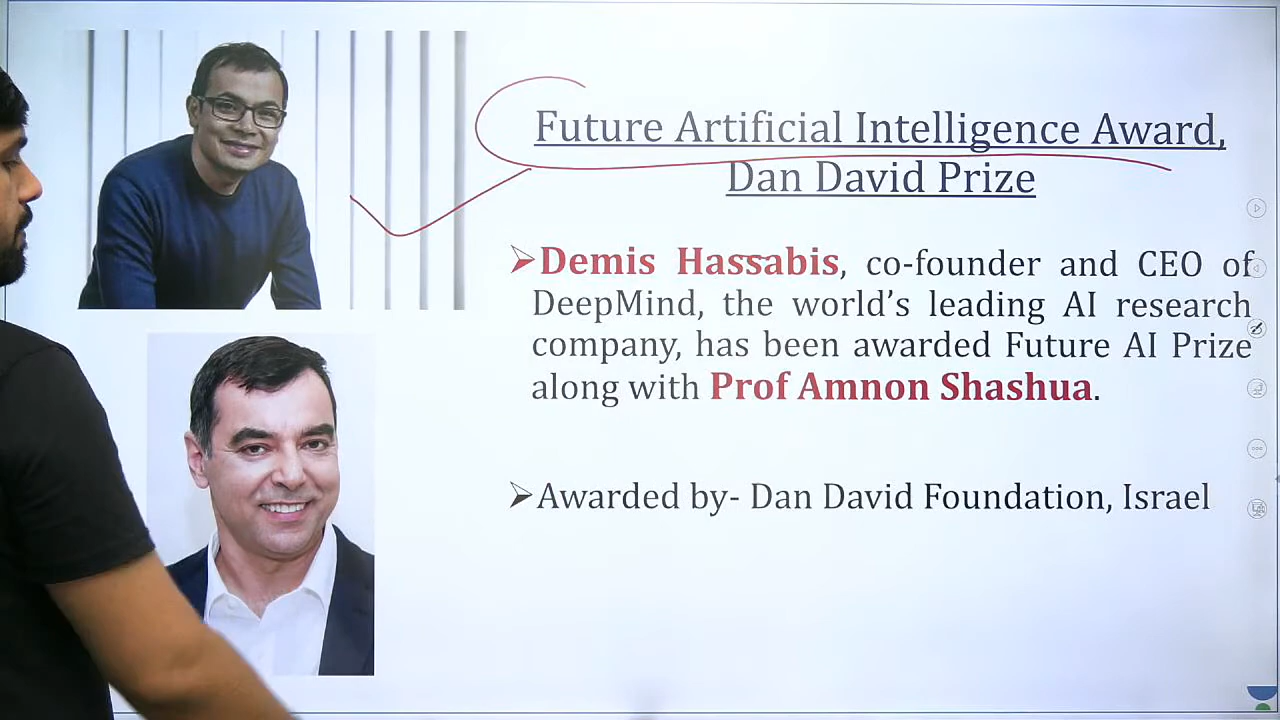 Future Artificial Intelligence Award,
Dan David Prize
➢Demis Hassabis, co-founder and CEO of
DeepMind, the world’s leading AI research
company, has been awarded Future AI Prize
along with Prof Amnon Shashua.
➢Awarded by- Dan David Foundation, Israel